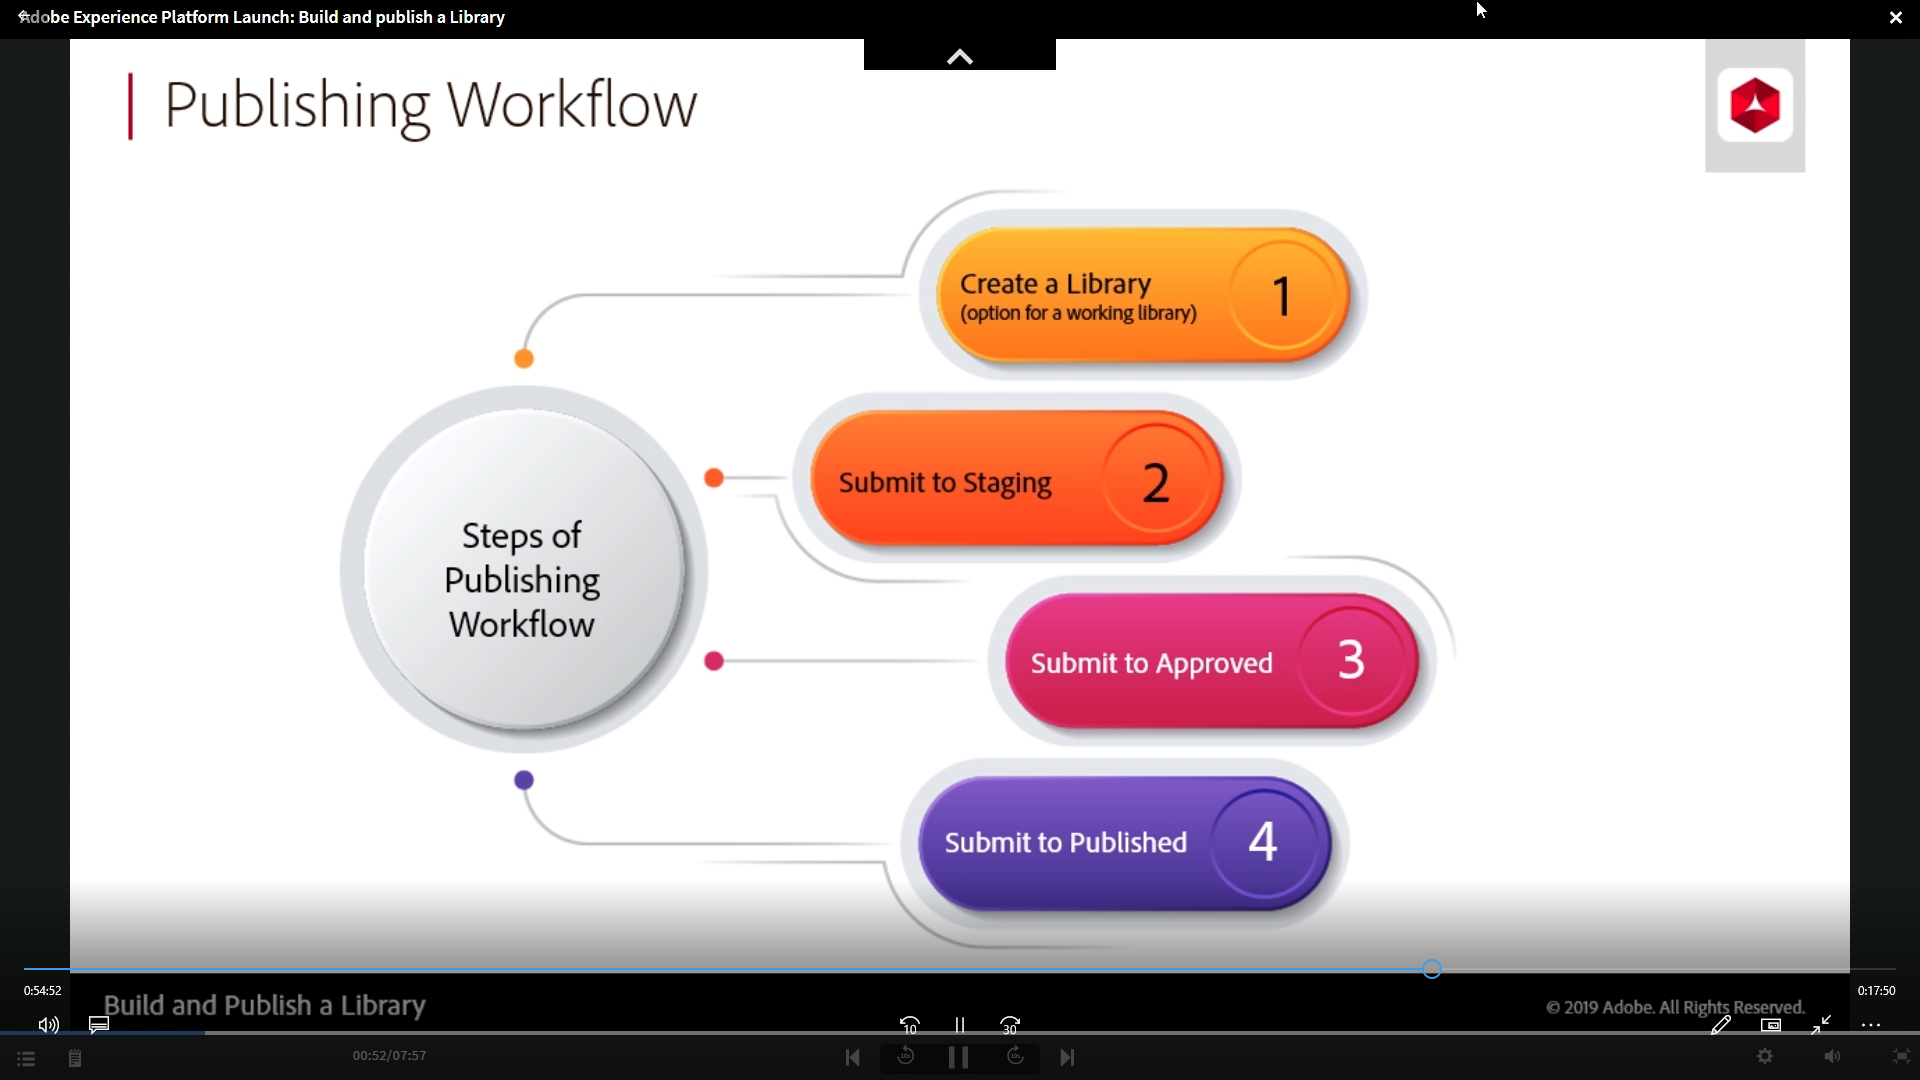 Adobe Experience Platform Launch: Build and publish a Library
Publishing Workflow
Create a Library
(option for a working library)
1
Submit to Staging
2
Steps of
Publishing
Workflow
Submit to Approved
3
Submit to Published
4
0:54:52
0:17:50
Build and Publish a Library
© 2019 Adobe. All Rights Reserved.
10
30
00:52/07:57
10s
10s